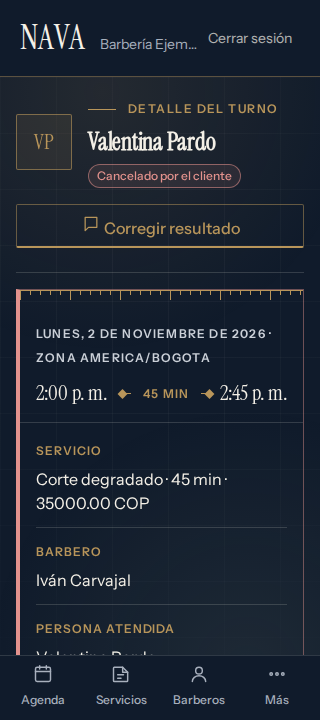 NAVA
Barbería Ejem...
Cerrar sesión
DETALLE DEL TURNO
VP
Valentina Pardo
Cancelado por el cliente
Corregir resultado
LUNES, 2 DE NOVIEMBRE DE 2026 ·
ZONA AMERICA/BOGOTA
2:00 p. m. 45 MIN 2:45 p. m.
SERVICIO
Corte degradado · 45 min ·
35000.00 COP
BARBERO
Iván Carvajal
PERSONA ATENDIDA
Valentina Pardo
Agenda Servicios Barberos Más